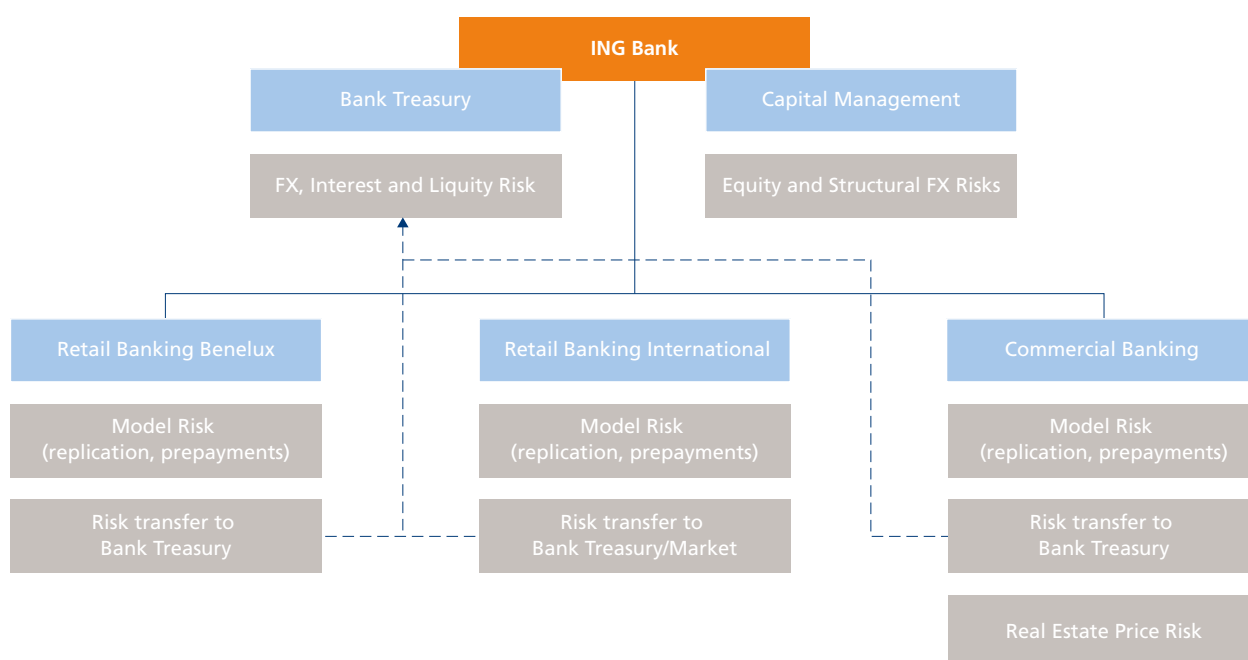 ING Bank
Bank Treasury
Capital Management
FX, Interest and Liquity Risk
Equity and Structural FX Risks
Retail Banking Benelux
Retail Banking International
Commercial Banking
Model Risk
(replication, prepayments)
Model Risk
(replication, prepayments)
Model Risk
(replication, prepayments)
Risk transfer to
Bank Treasury
Risk transfer to
Bank Treasury/Market
Risk transfer to
Bank Treasury
Real Estate Price Risk